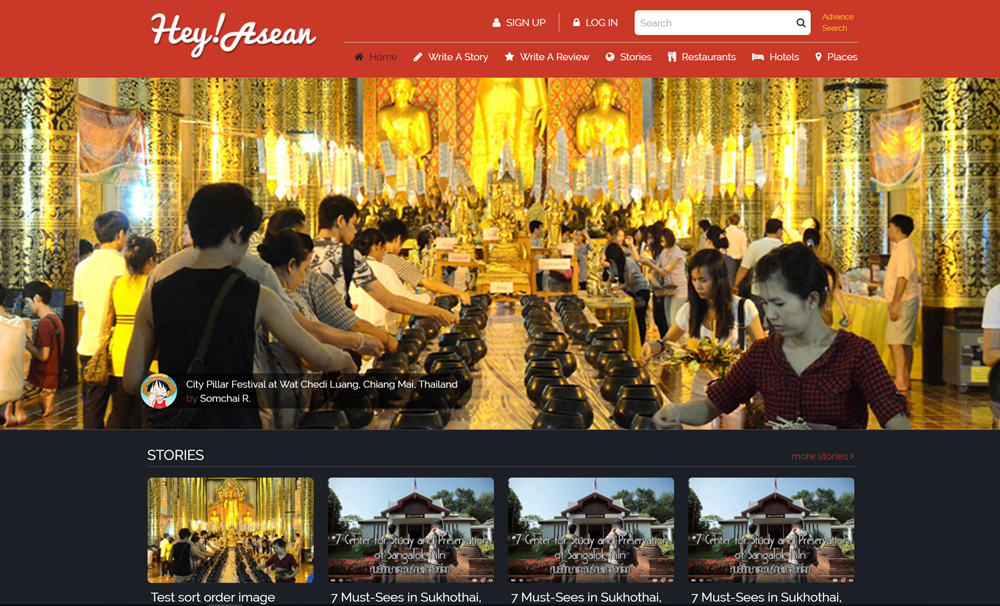 Hey! Asean
SIGN UP
LOG IN
Search
Advance
Search
Home
Write A Story
Write A Review
Stories
Restaurants
Hotels
Places
City Pillar Festival at Wat Chedi Luang, Chiang Mai, Thailand
by Somchai R.
STORIES
more stories >
7 Center for Study and Preservation
of Sangalok Kiln
7 Center for Study and Preservation
of Sangalok Kiln
7 Center for Study and Preservation
of Sangalok Kiln
Test sort order image
7 Must-Sees in Sukhothai,
7 Must-Sees in Sukhothai,
7 Must-Sees in Sukhothai,